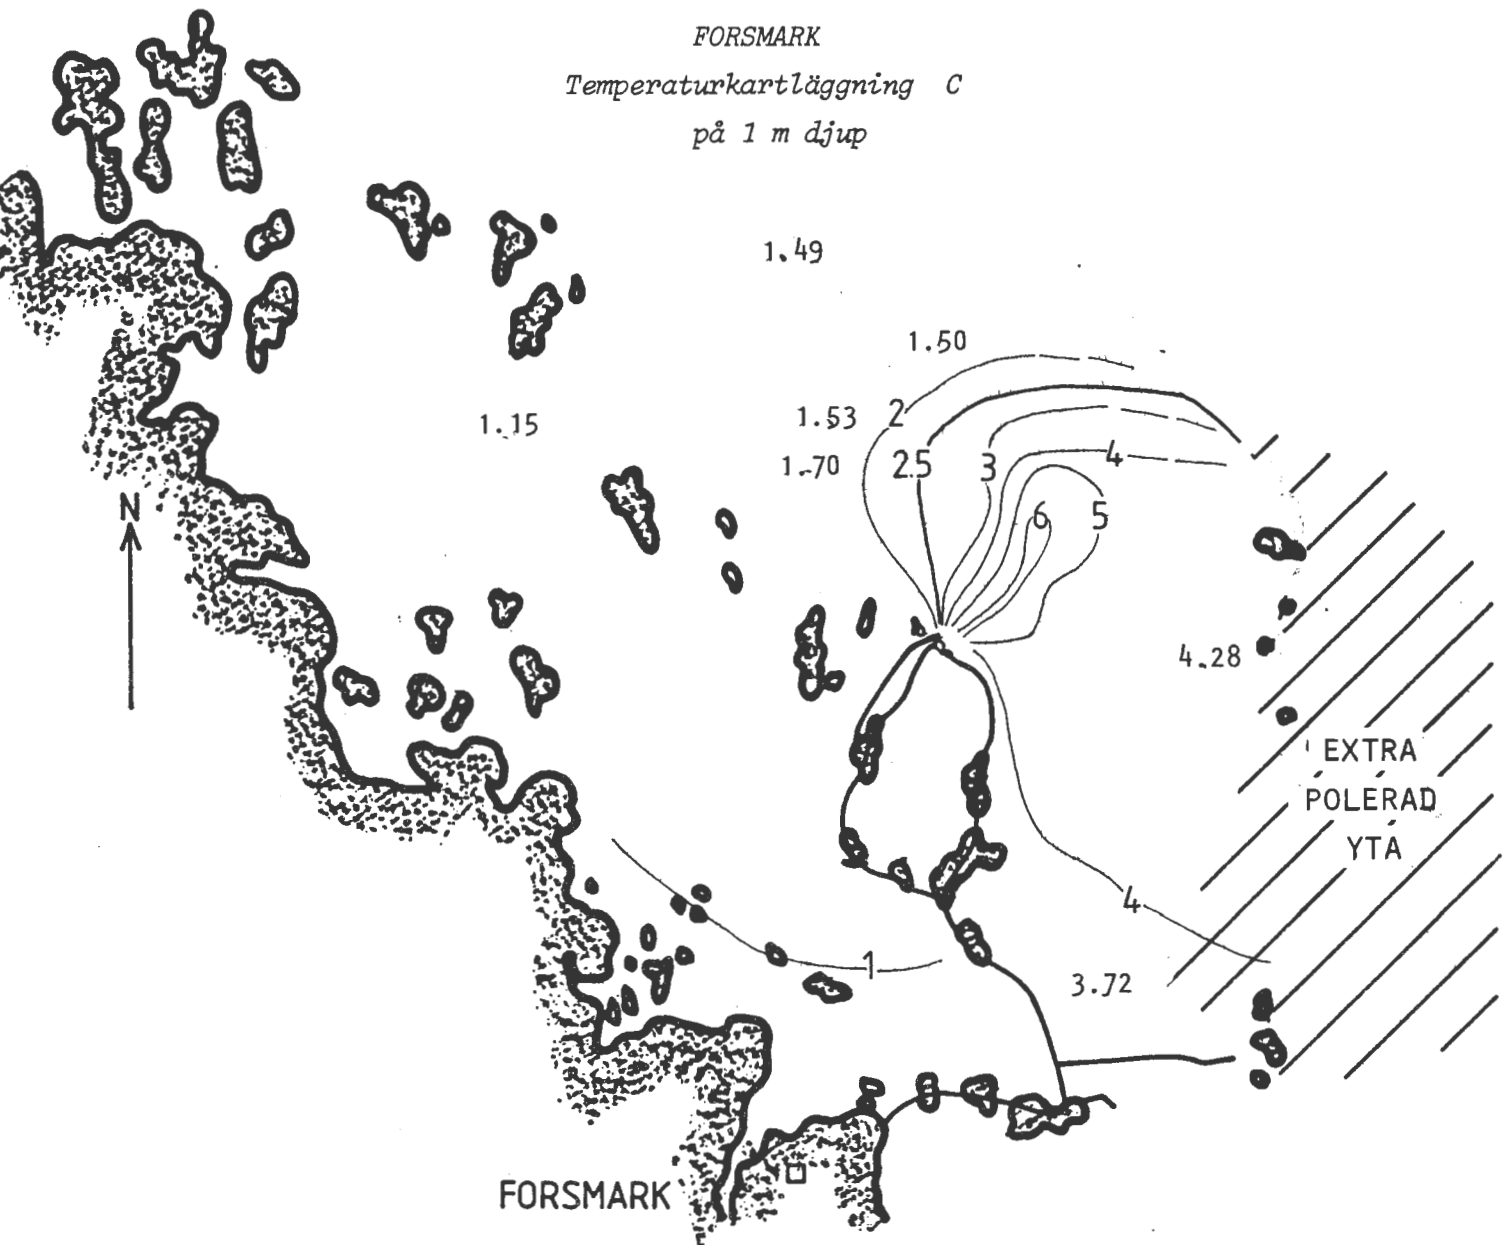 FORSMARK
Temperaturkartläggning C
på 1 m djup
1.49
1.50
1.53
2
1.15
1.70
2.5
3
4
N
6
5
4.28
EXTRA
POLERAD
YTA
4
1
3.72
FORSMARK